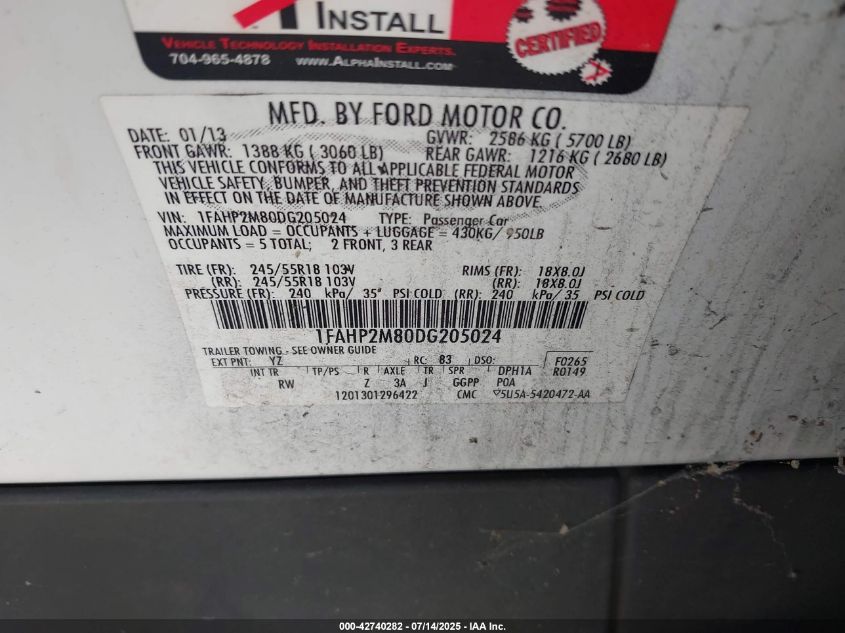 INSTALL
VEHICLE TECHNOLOGY INSTALLATION EXPERTS.
704-965-4878 www.AlphaInstall.com
CERTIFIED
MFD. BY FORD MOTOR CO.
DATE: 01/13 GVWR: 2586 KG ( 5700 LB)
FRONT GAWR: 1388 KG ( 3060 LB) REAR GAWR: 1216 KG ( 2680 LB)
THIS VEHICLE CONFORMS TO ALL APPLICABLE FEDERAL MOTOR
VEHICLE SAFETY, BUMPER, AND THEFT PREVENTION STANDARDS
IN EFFECT ON THE DATE OF MANUFACTURE SHOWN ABOVE.
VIN: 1FAHP2M80DG205024 TYPE: Passenger Car
MAXIMUM LOAD = OCCUPANTS + LUGGAGE = 430KG/ 950LB
OCCUPANTS = 5 TOTAL; 2 FRONT, 3 REAR
TIRE (FR): 245/55R18 103V RIMS (FR): 18X8.0J
(RR): 245/55R18 103V (RR): 18X8.0J
PRESSURE (FR): 240 kPa/ 35 PSI COLD (RR): 240 kPa/ 35 PSI COLD
1FAHP2M80DG205024
TRAILER TOWING - SEE OWNER GUIDE
EXT PNT: YZ RC: 83 DSO: F0265
INT TR TP/PS R AXLE TR SPR DPH1A R0149
RW Z 3A J GGPP POA
1201301296422 CMC 5U5A-5420472-AA
000-42740282 - 07/14/2025 - IAA Inc.